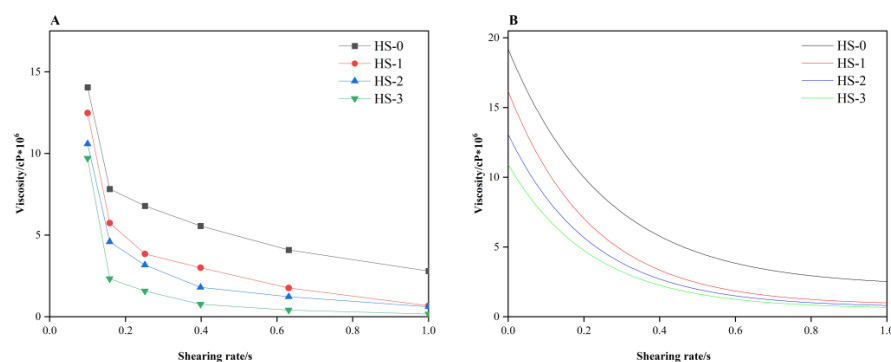 A
HS-0
HS-1
HS-2
HS-3
Viscosity/cP*10⁶
15
10
5
0
0.0 0.2 0.4 0.6 0.8 1.0
Shearing rate/s
B
HS-0
HS-1
HS-2
HS-3
Viscosity/cP*10⁶
20
15
10
5
0
0.0 0.2 0.4 0.6 0.8 1.0
Shearing rate/s